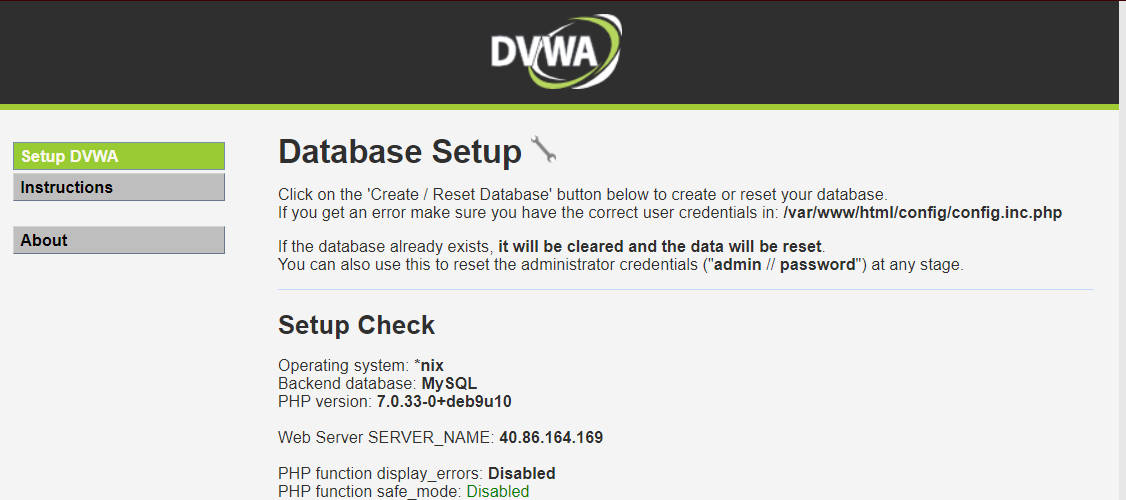 DVWA
Setup DVWA
Instructions
About
Database Setup
Click on the 'Create / Reset Database' button below to create or reset your database.
If you get an error make sure you have the correct user credentials in: /var/www/html/config/config.inc.php
If the database already exists, it will be cleared and the data will be reset.
You can also use this to reset the administrator credentials ("admin // password") at any stage.
Setup Check
Operating system: *nix
Backend database: MySQL
PHP version: 7.0.33-0+deb9u10
Web Server SERVER_NAME: 40.86.164.169
PHP function display_errors: Disabled
PHP function safe_mode: Disabled